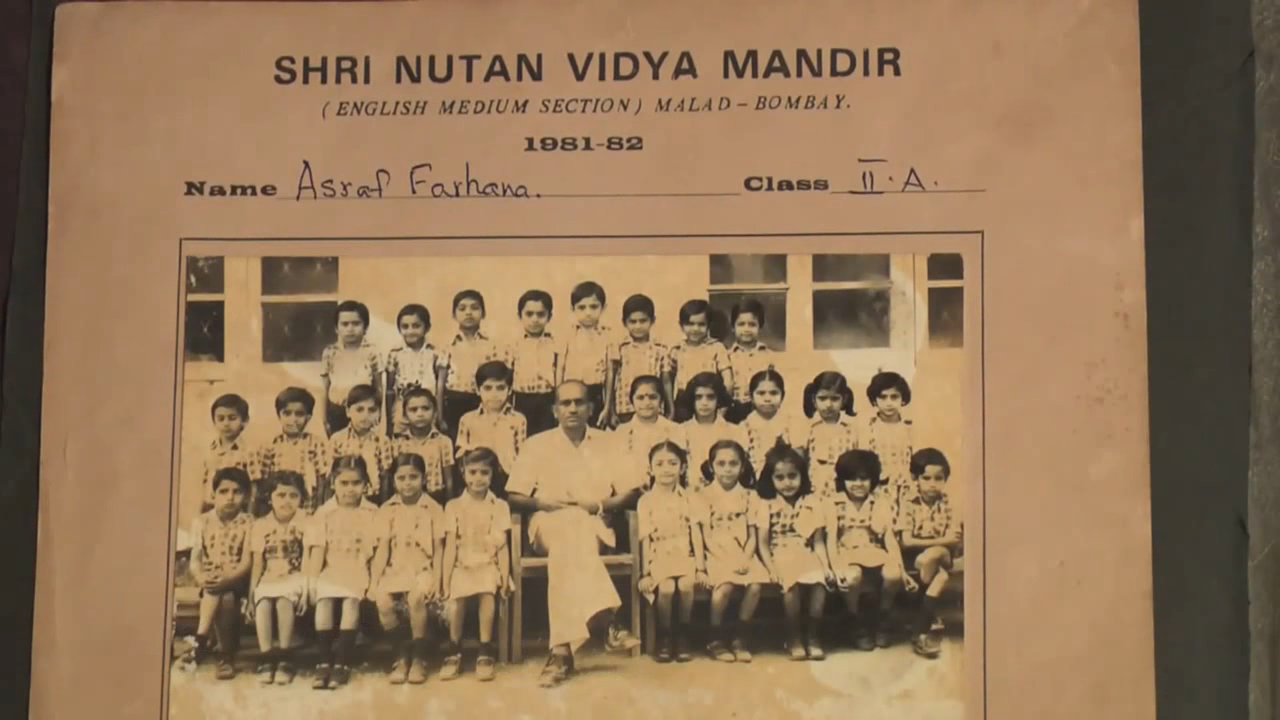 SHRI NUTAN VIDYA MANDIR
( ENGLISH MEDIUM SECTION ) MALAD – BOMBAY.
1981-82
Name Asraf Farhana. Class II. A.